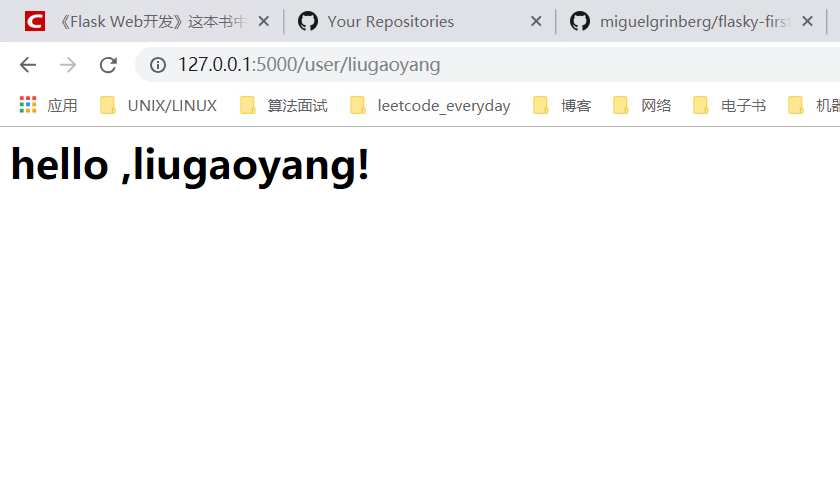 《Flask Web开发》这本书中
Your Repositories
miguelgrinberg/flasky-first
127.0.0.1:5000/user/liugaoyang
应用 UNIX/LINUX 算法面试 leetcode_everyday 博客 网络 电子书 机器
hello ,liugaoyang!